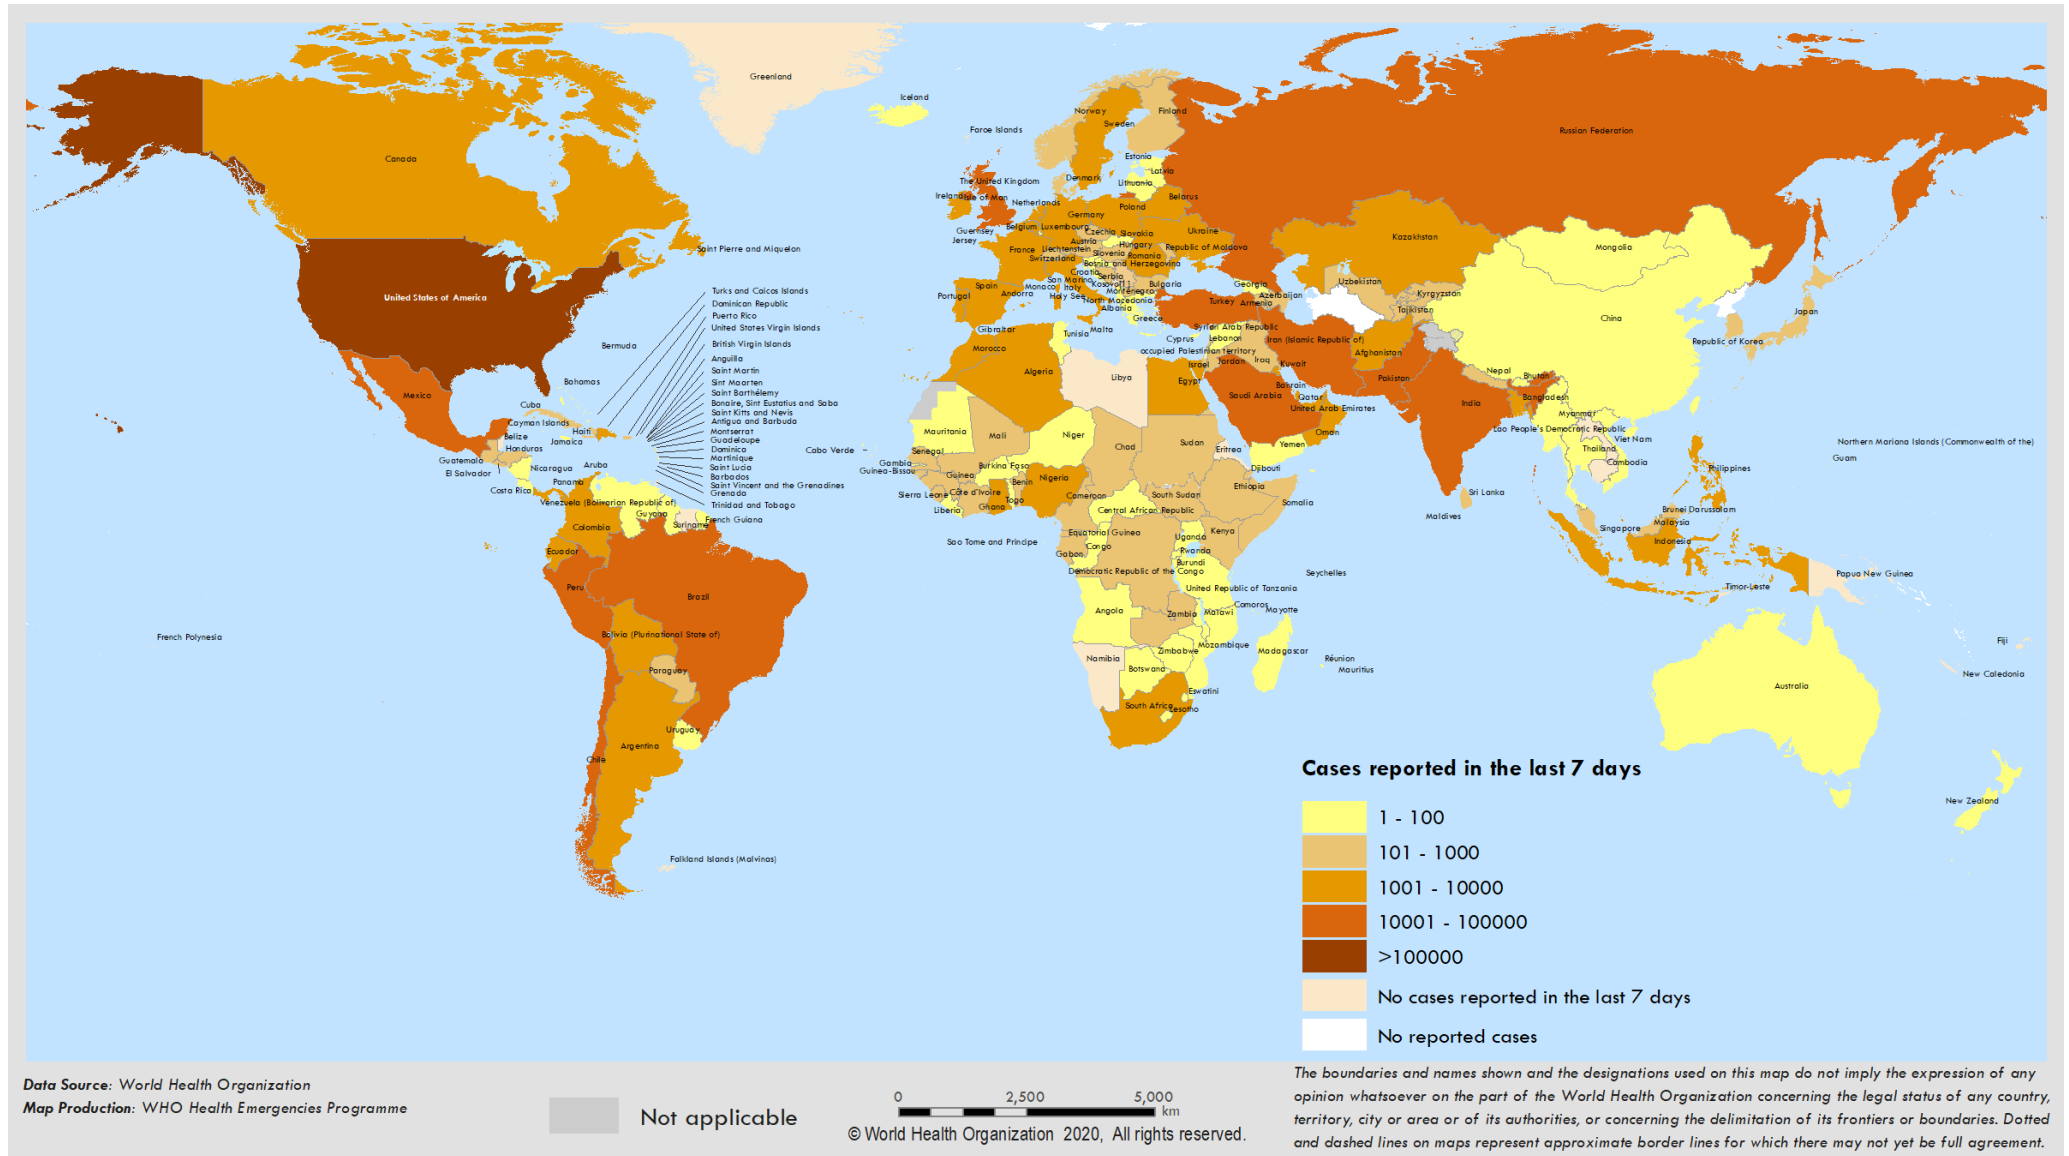 Greenland
Iceland
Faroe Islands
Norway
Sweden
Finland
Russian Federation
Canada
Estonia
Latvia
Lithuania
Denmark
The United Kingdom
Isle of Man
Ireland
Netherlands
Belarus
Poland
Germany
Guernsey
Jersey
Belgium
Luxembourg
Czechia
Slovakia
Ukraine
Austria
Hungary
Republic of Moldova
France
Liechtenstein
Switzerland
Slovenia
Romania
Bosnia and Herzegovina
Croatia
San Marino
Serbia
Kosovo[1]
Bulgaria
Monaco
Italy
Montenegro
Holy See
North Macedonia
Albania
Greece
Spain
Andorra
Portugal
Gibraltar
Malta
Tunisia
Kazakhstan
Mongolia
Uzbekistan
Kyrgyzstan
Tajikistan
Georgia
Azerbaijan
Armenia
Turkey
China
Japan
Republic of Korea
Saint Pierre and Miquelon
United States of America
Bermuda
Bahamas
Turks and Caicos Islands
Dominican Republic
Puerto Rico
United States Virgin Islands
British Virgin Islands
Anguilla
Saint Martin
Sint Maarten
Saint Barthélemy
Bonaire, Sint Eustatius and Saba
Saint Kitts and Nevis
Antigua and Barbuda
Montserrat
Guadeloupe
Dominica
Martinique
Saint Lucia
Barbados
Saint Vincent and the Grenadines
Grenada
Trinidad and Tobago
Mexico
Cuba
Cayman Islands
Haiti
Jamaica
Belize
Honduras
Guatemala
El Salvador
Nicaragua
Aruba
Panama
Costa Rica
Venezuela (Bolivarian Republic of)
Guyana
Suriname
French Guiana
Colombia
Ecuador
Peru
Brazil
Bolivia (Plurinational State of)
Paraguay
Uruguay
Argentina
Chile
Falkland Islands (Malvinas)
French Polynesia
Cyprus
Syrian Arab Republic
Lebanon
occupied Palestinian territory
Israel
Jordan
Iraq
Iran (Islamic Republic of)
Kuwait
Afghanistan
Pakistan
Bahrain
Qatar
Saudi Arabia
United Arab Emirates
Oman
Yemen
Nepal
Bhutan
India
Bangladesh
Myanmar
Lao People's Democratic Republic
Viet Nam
Thailand
Cambodia
Philippines
Sri Lanka
Maldives
Brunei Darussalam
Malaysia
Singapore
Indonesia
Timor-Leste
Papua New Guinea
Northern Mariana Islands (Commonwealth of the)
Guam
Fiji
New Caledonia
Australia
New Zealand
Morocco
Algeria
Libya
Egypt
Mauritania
Mali
Niger
Chad
Sudan
Eritrea
Djibouti
Cabo Verde
Senegal
Gambia
Guinea-Bissau
Guinea
Burkina Faso
Benin
Nigeria
Sierra Leone
Côte d'Ivoire
Togo
Ghana
Liberia
Cameroon
Central African Republic
South Sudan
Ethiopia
Somalia
Sao Tome and Principe
Equatorial Guinea
Gabon
Congo
Uganda
Kenya
Rwanda
Burundi
Democratic Republic of the Congo
United Republic of Tanzania
Seychelles
Angola
Zambia
Malawi
Comoros
Mayotte
Mozambique
Zimbabwe
Madagascar
Réunion
Mauritius
Namibia
Botswana
Eswatini
South Africa
Lesotho
Cases reported in the last 7 days
1 - 100
101 - 1000
1001 - 10000
10001 - 100000
>100000
No cases reported in the last 7 days
No reported cases
Data Source: World Health Organization
Map Production: WHO Health Emergencies Programme
Not applicable
0 2,500 5,000
km
© World Health Organization 2020, All rights reserved.
The boundaries and names shown and the designations used on this map do not imply the expression of any
opinion whatsoever on the part of the World Health Organization concerning the legal status of any country,
territory, city or area or of its authorities, or concerning the delimitation of its frontiers or boundaries. Dotted
and dashed lines on maps represent approximate border lines for which there may not yet be full agreement.